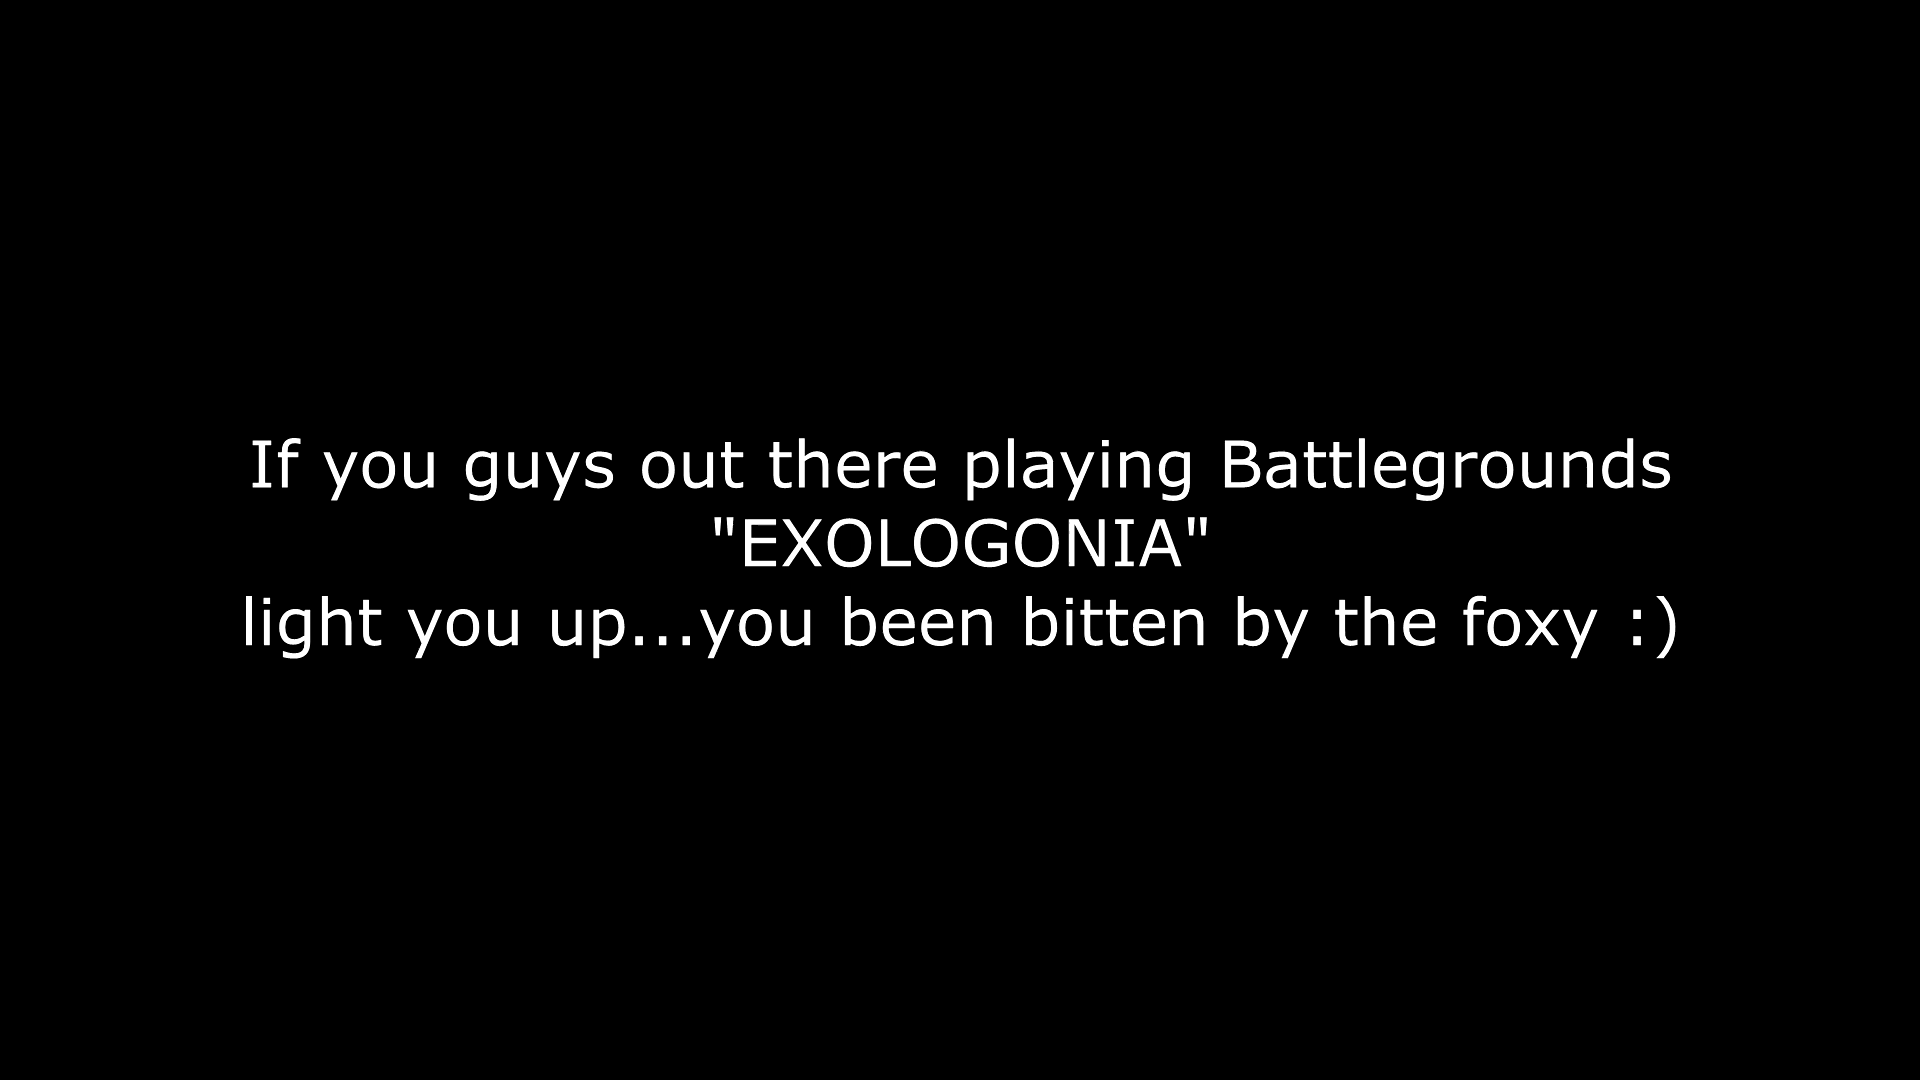 If you guys out there playing Battlegrounds
"EXOLOGONIA"
light you up...you been bitten by the foxy :)